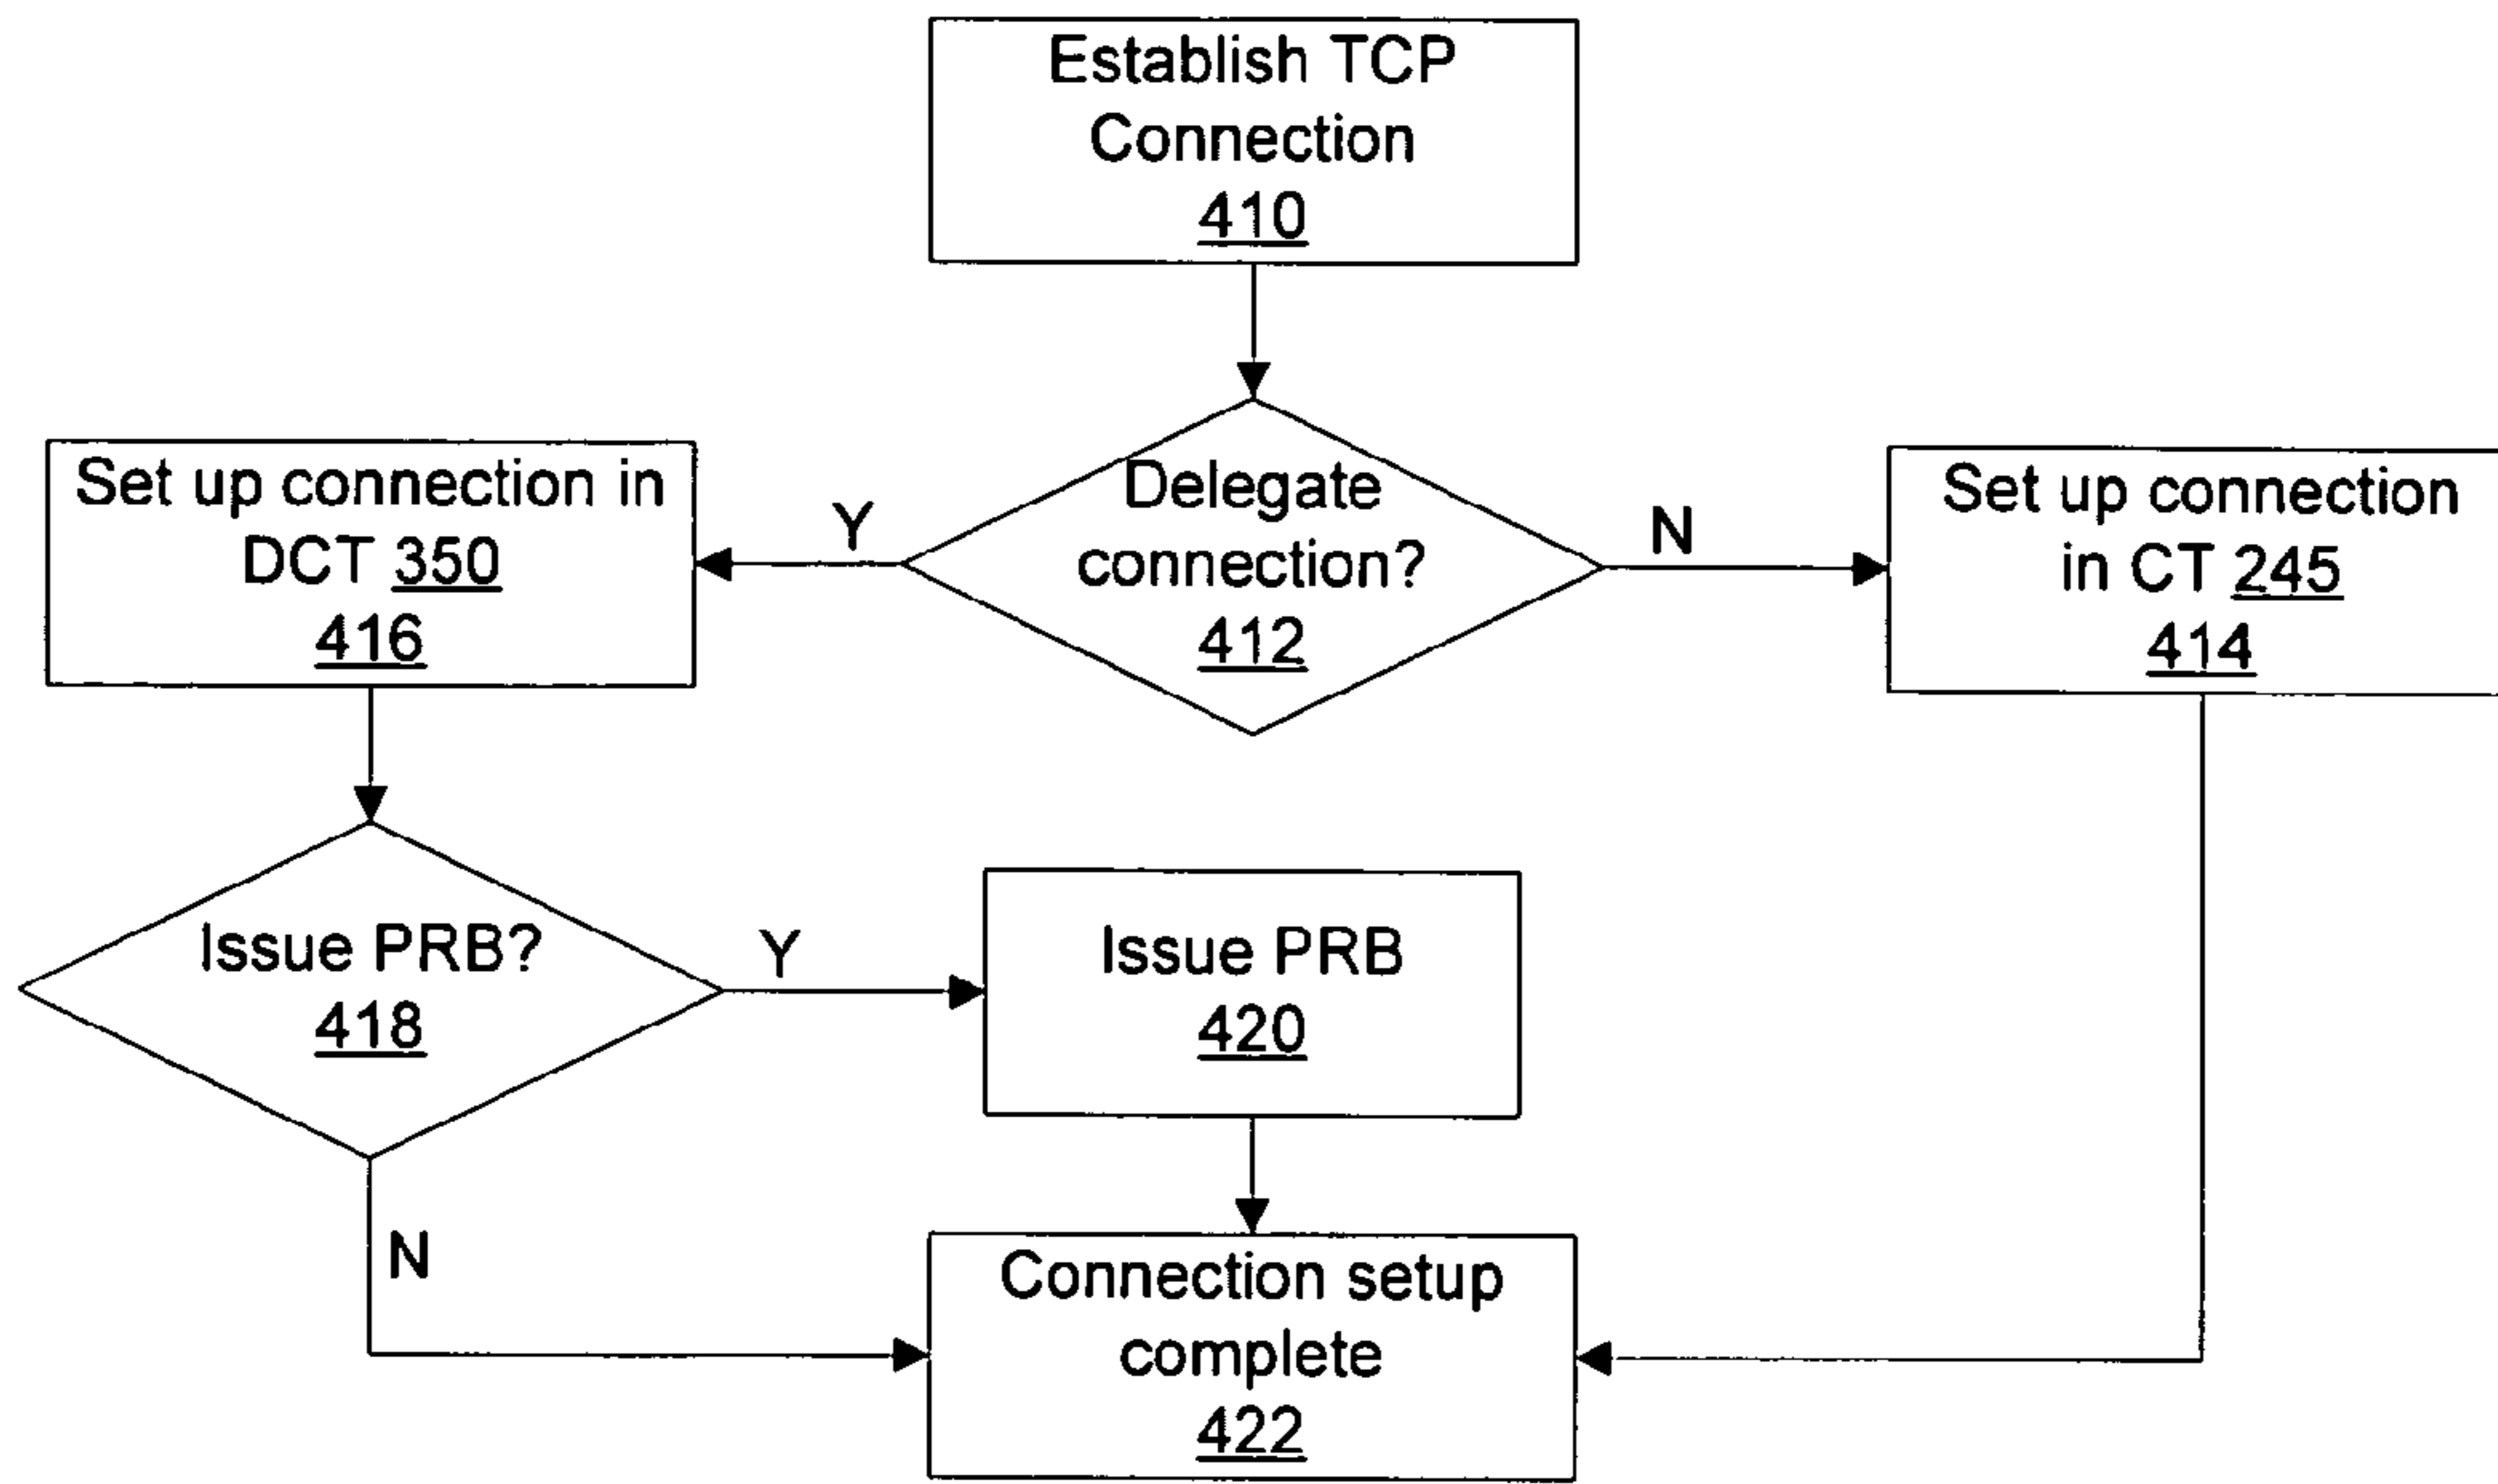 Establish TCP
Connection
410
Delegate
connection?
412
Y
N
Set up connection in
DCT 350
416
Set up connection
in CT 245
414
Issue PRB?
418
Y
N
Issue PRB
420
Connection setup
complete
422